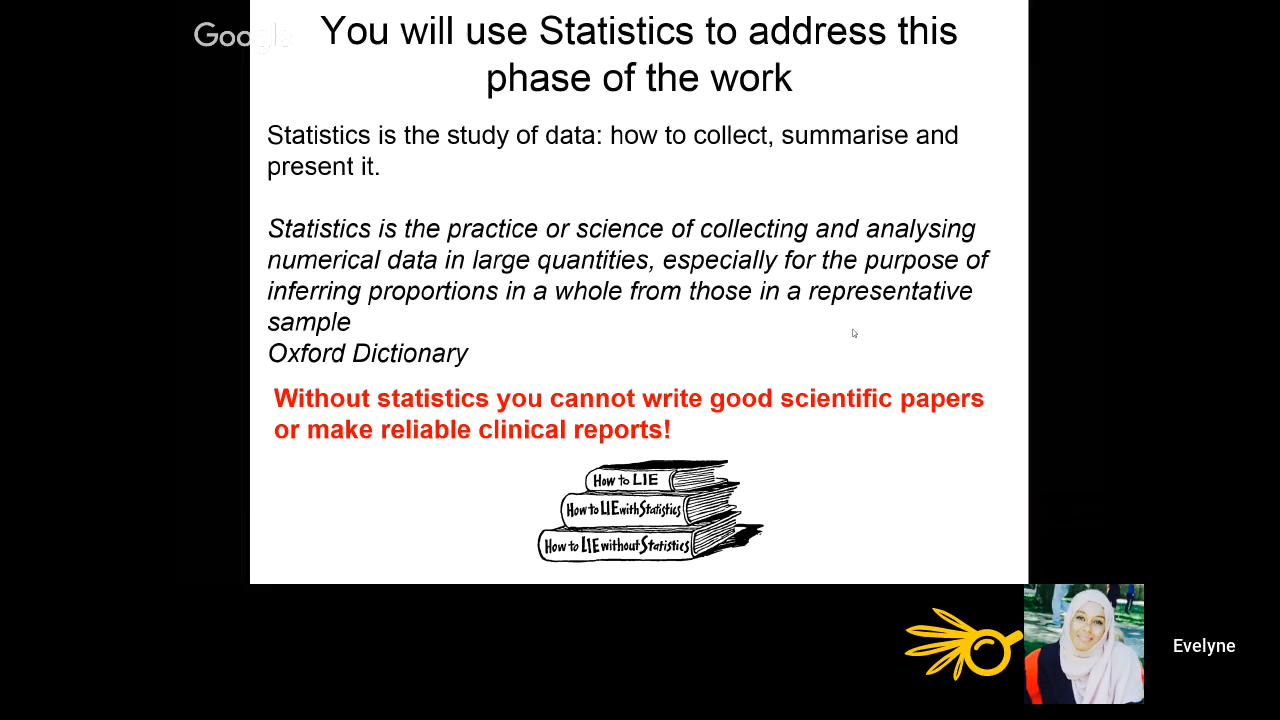 Google
You will use Statistics to address this
phase of the work
Statistics is the study of data: how to collect, summarise and
present it.
Statistics is the practice or science of collecting and analysing
numerical data in large quantities, especially for the purpose of
inferring proportions in a whole from those in a representative
sample
Oxford Dictionary
Without statistics you cannot write good scientific papers
or make reliable clinical reports!
How to LIE
How to LIE with Statistics
How to LIE without Statistics
Evelyne